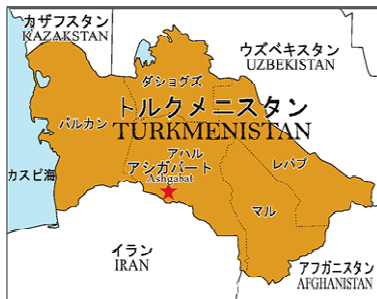 カザフスタン
KAZAKSTAN
ウズベキスタン
UZBEKISTAN
ダショグズ
トルクメニスタン
TURKMENISTAN
バルカン
アハル
アシガバート
Ashgabat
レバプ
カスピ海
マル
イラン
IRAN
アフガニスタン
AFGHANISTAN